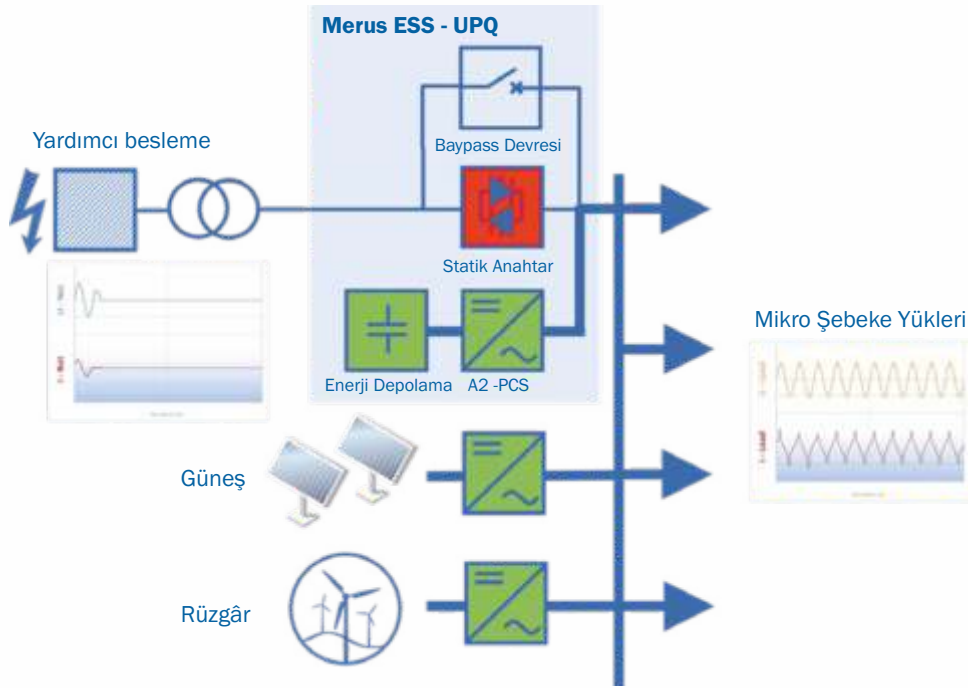 Merus ESS - UPQ
Yardımcı besleme
Baypass Devresi
Statik Anahtar
Mikro Şebeke Yükleri
Enerji Depolama
A2 -PCS
Güneş
Rüzgâr